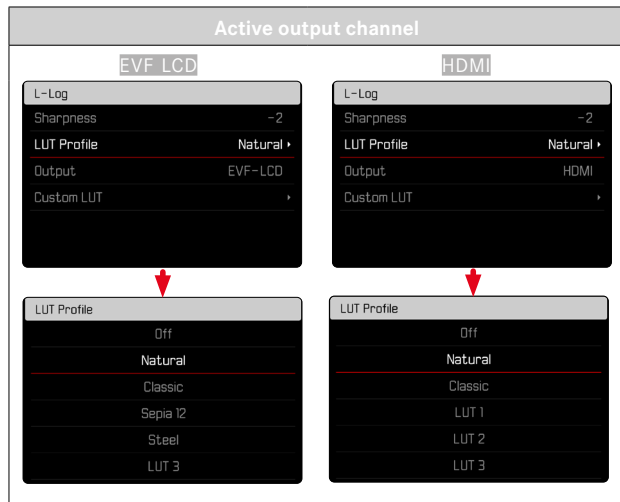 Active output channel
EVF LCD
L-Log
Sharpness -2
LUT Profile Natural
Output EVF-LCD
Custom LUT
LUT Profile
Off
Natural
Classic
Sepia 12
Steel
LUT 3
HDMI
L-Log
Sharpness -2
LUT Profile Natural
Output HDMI
Custom LUT
LUT Profile
Off
Natural
Classic
LUT 1
LUT 2
LUT 3